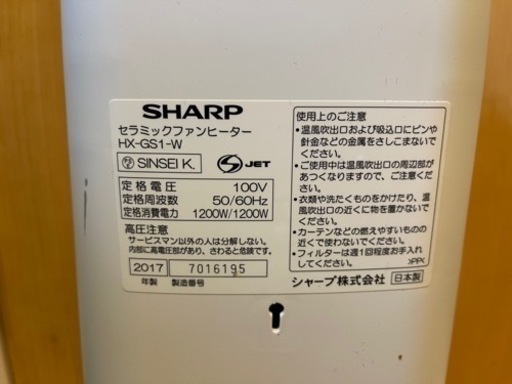 SHARP
セラミックファンヒーター
HX-GS1-W
SINSEI K. JET
定格電圧 100V
定格周波数 50/60Hz
定格消費電力 1200W/1200W
高圧注意
サービスマン以外の人は分解しない。
内部に高電圧部があり、さわると危険です。
2017 7016195
年製 製造番号
使用上のご注意
•温風吹出口および吸込口にピンや
針金などの金属をさしこまないで
ください。
•ご使用中は温風吹出口の周辺部が
あつくなりますので、ご注意
ください。
•衣類や洗たくものをかけたり、温
風吹出口の近くに物を置かないで
ください。
•カーテンなどの燃えやすいものの
近くで使わないでください。
•フィルターは週1回程度お手入れ
してください。 >PP<
シャープ株式会社 日本製